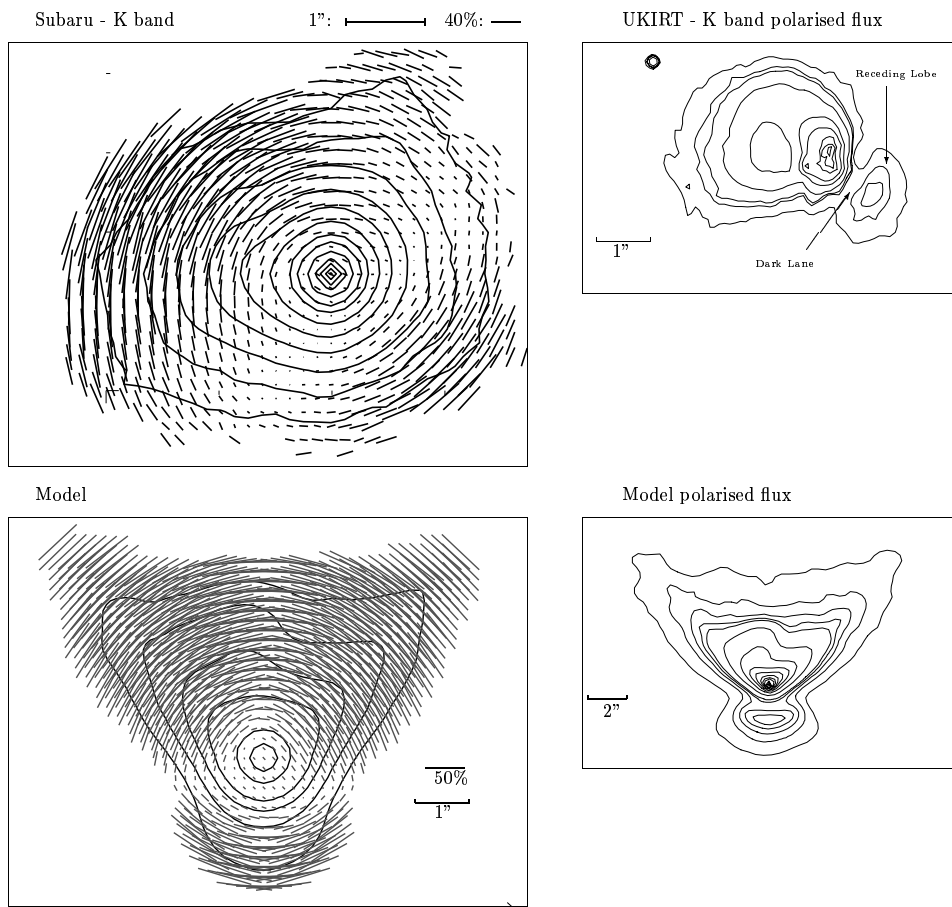 Subaru - K band
1": 40%:
UKIRT - K band polarised flux
Receding Lobe
1"
Dark Lane
Model
Model polarised flux
50%
1"
2"